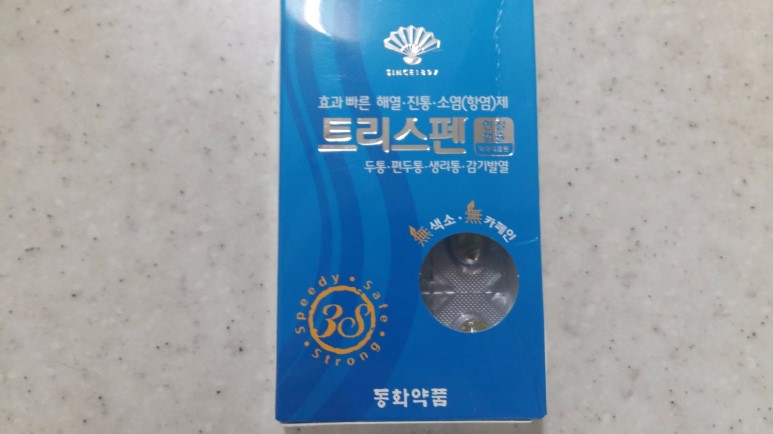 SINCE1897
효과 빠른 해열·진통·소염(항염)제
트리스펜
두통·편두통·생리통·감기발열
無색소·無카페인
Speedy · Safe · Strong
3S
동화약품